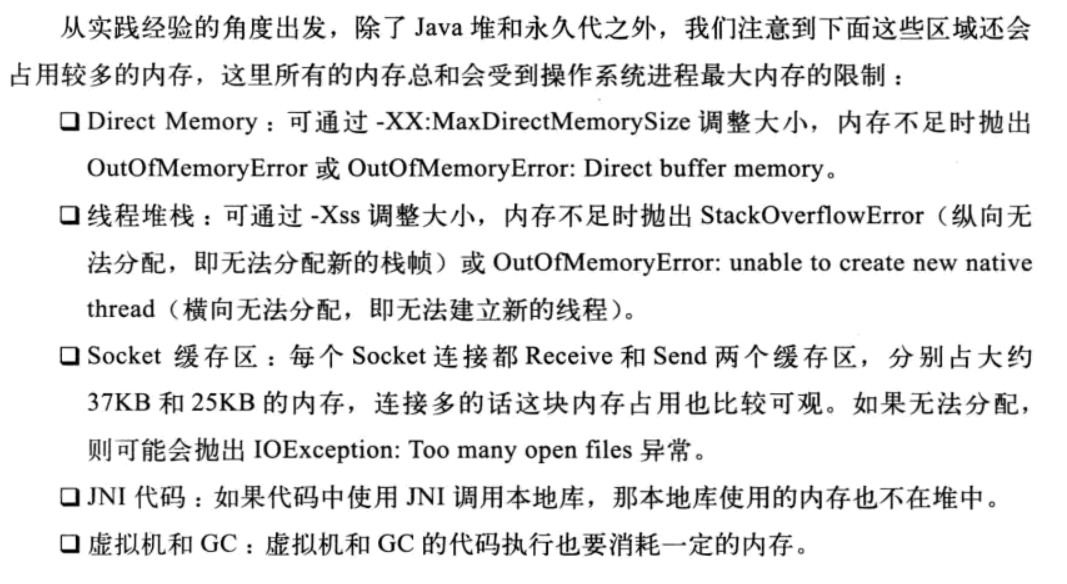 从实践经验的角度出发，除了 Java 堆和永久代之外，我们注意到下面这些区域还会
占用较多的内存，这里所有的内存总和会受到操作系统进程最大内存的限制：
❑ Direct Memory：可通过 -XX:MaxDirectMemorySize 调整大小，内存不足时抛出
OutOfMemoryError 或 OutOfMemoryError: Direct buffer memory。
❑ 线程堆栈：可通过 -Xss 调整大小，内存不足时抛出 StackOverflowError（纵向无
法分配，即无法分配新的栈帧）或 OutOfMemoryError: unable to create new native
thread（横向无法分配，即无法建立新的线程）。
❑ Socket 缓存区：每个 Socket 连接都 Receive 和 Send 两个缓存区，分别占大约
37KB 和 25KB 的内存，连接多的话这块内存占用也比较可观。如果无法分配，
则可能会抛出 IOException: Too many open files 异常。
❑ JNI 代码：如果代码中使用 JNI 调用本地库，那本地库使用的内存也不在堆中。
❑ 虚拟机和 GC：虚拟机和 GC 的代码执行也要消耗一定的内存。